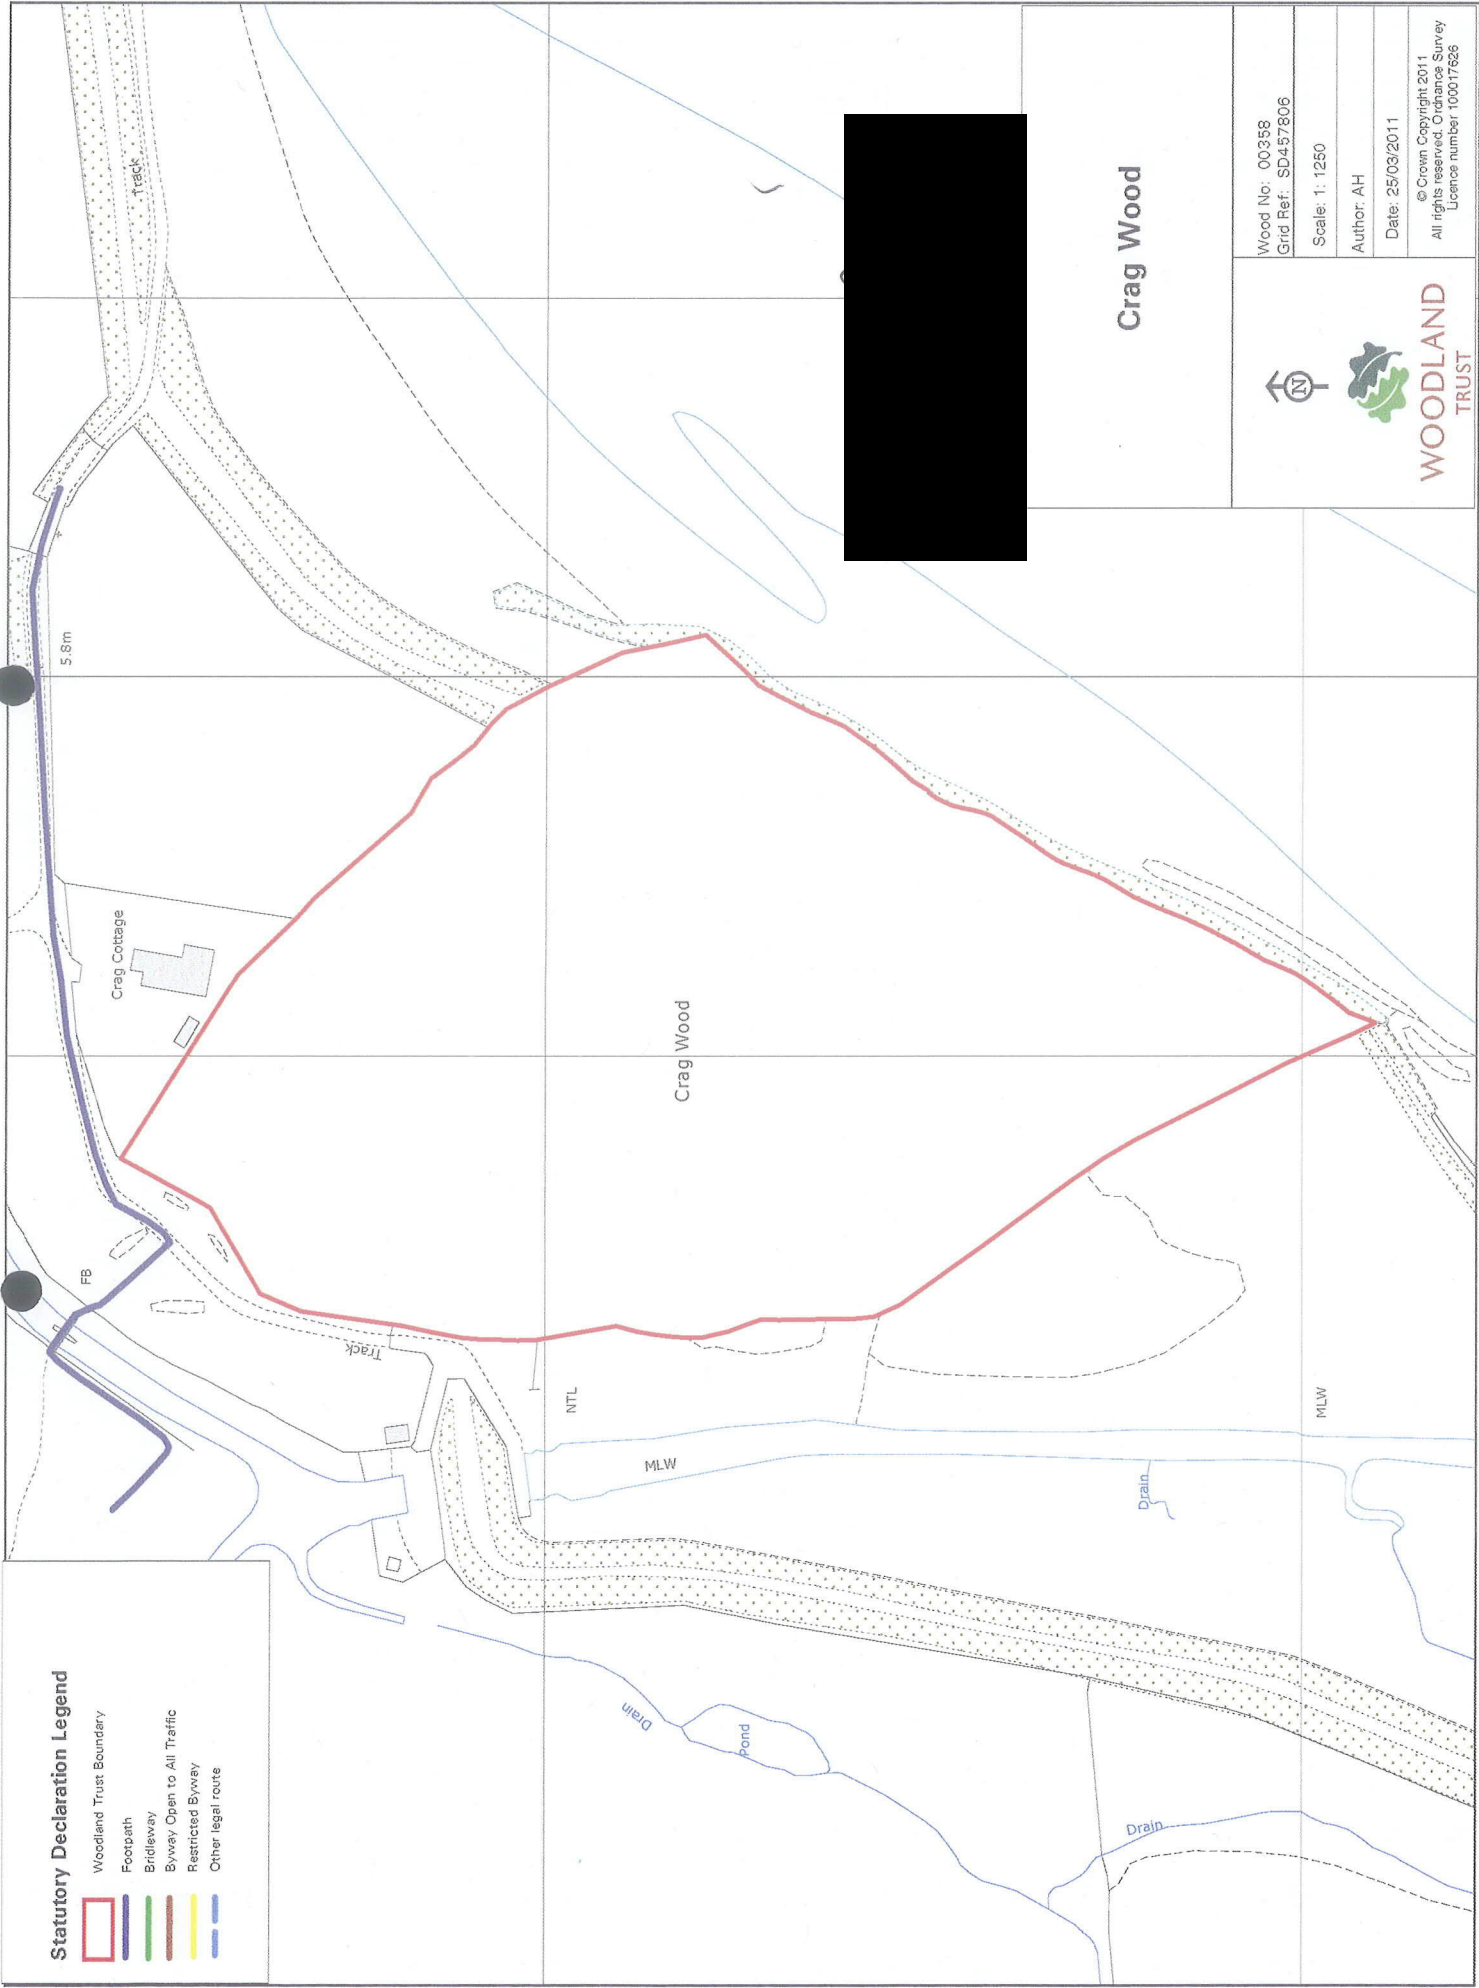 Statutory Declaration Legend
Woodland Trust Boundary
Footpath
Bridleway
Byway Open to All Traffic
Restricted Byway
Other legal route
FB
Crag Cottage
5.8m
Track
Track
NTL
MLW
Crag Wood
MLW
Drain
Pond
Drain
Drain
Crag Wood
N
WOODLAND
TRUST
Wood No: 00358
Grid Ref: SD457806
Scale: 1: 1250
Author: AH
Date: 25/03/2011
© Crown Copyright 2011
All rights reserved. Ordnance Survey
Licence number 100017626